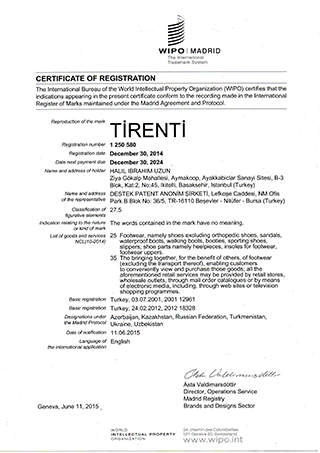 WIPO | MADRID
The International
Trademark System
CERTIFICATE OF REGISTRATION
The International Bureau of the World Intellectual Property Organization (WIPO) certifies that the
indications appearing in the present certificate conform to the recording made in the International
Register of Marks maintained under the Madrid Agreement and Protocol.
Reproduction of the mark
TİRENTİ
Registration number 1 250 580
Registration date December 30, 2014
Date next payment due December 30, 2024
Name and address of holder HALIL IBRAHIM UZUN
Ziya Gökalp Mahallesi, Aymakoop, Ayakkabıcılar Sanayi Sitesi, B-3
Blok, Kat:2, No:45, Ikitelli, Basaksehir, Istanbul (Turkey)
Name and address
of the representative DESTEK PATENT ANONİM ŞİRKETİ, Lefkoşe Caddesi, NM Ofis
Park B Blok No: 36/5, TR-16110 Beşevler - Nilüfer - Bursa (Turkey)
Classification of
figurative elements 27.5
Indication relating to the nature
or kind of mark The words contained in the mark have no meaning.
List of goods and services
NCL(10-2014) 25 Footwear, namely shoes excluding orthopedic shoes, sandals,
waterproof boots, walking boots, booties, sporting shoes,
slippers; shoe parts namely heelpieces, insoles for footwear,
footwear uppers.
35 The bringing together, for the benefit of others, of footwear
(excluding the transport thereof), enabling customers
to conveniently view and purchase those goods; all the
aforementioned retail services may be provided by retail stores,
wholesale outlets, through mail order catalogues or by means
of electronic media, including, through web sites or television
shopping programmes.
Basic registration Turkey, 03.07.2001, 2001 12961
Basic registration Turkey, 24.02.2012, 2012 18328
Designations under
the Madrid Protocol Azerbaijan, Kazakhstan, Russian Federation, Turkmenistan,
Ukraine, Uzbekistan
Date of notification 11.06.2015
Language of
the international application English
Asta Valdimarsdóttir
Asta Valdimarsdóttir
Director, Operations Service
Madrid Registry
Brands and Designs Sector
Geneva, June 11, 2015
WORLD
INTELLECTUAL PROPERTY
ORGANIZATION
34, chemin des Colombettes
1211 Geneva 20, Switzerland
www.wipo.int